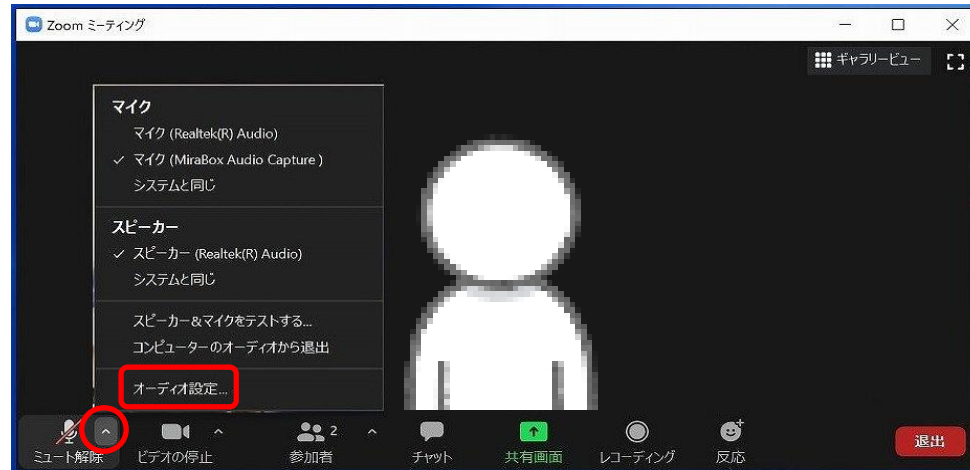 Zoom ミーティング
ギャラリービュー
マイク
マイク (Realtek(R) Audio)
✓ マイク (MiraBox Audio Capture )
システムと同じ
スピーカー
✓ スピーカー (Realtek(R) Audio)
システムと同じ
スピーカー&マイクをテストする...
コンピューターのオーディオから退出
オーディオ設定...
ミュート解除
ビデオの停止
2
参加者
チャット
共有画面
レコーディング
反応
退出